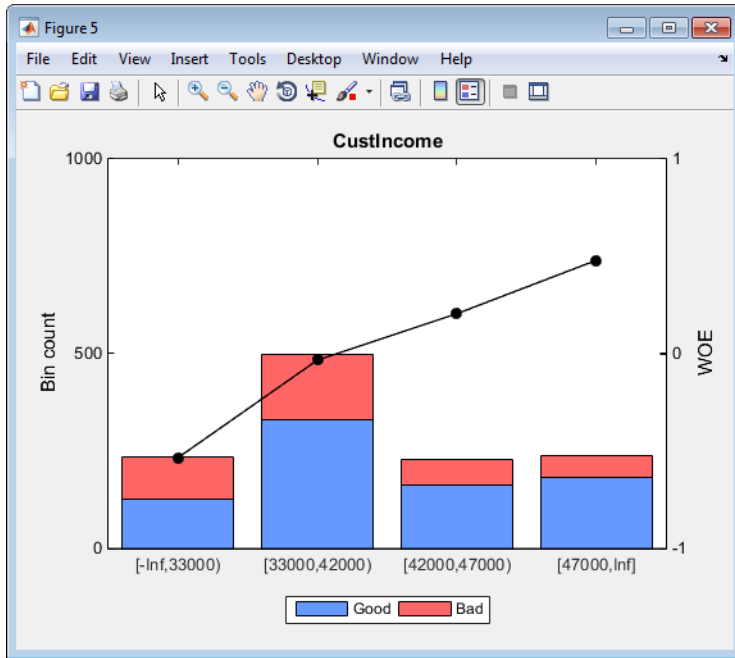 Figure 5
File Edit View Insert Tools Desktop Window Help
CustIncome
1000
500
0
Bin count
1
0
-1
WOE
[-Inf,33000) [33000,42000) [42000,47000) [47000,Inf]
Good Bad